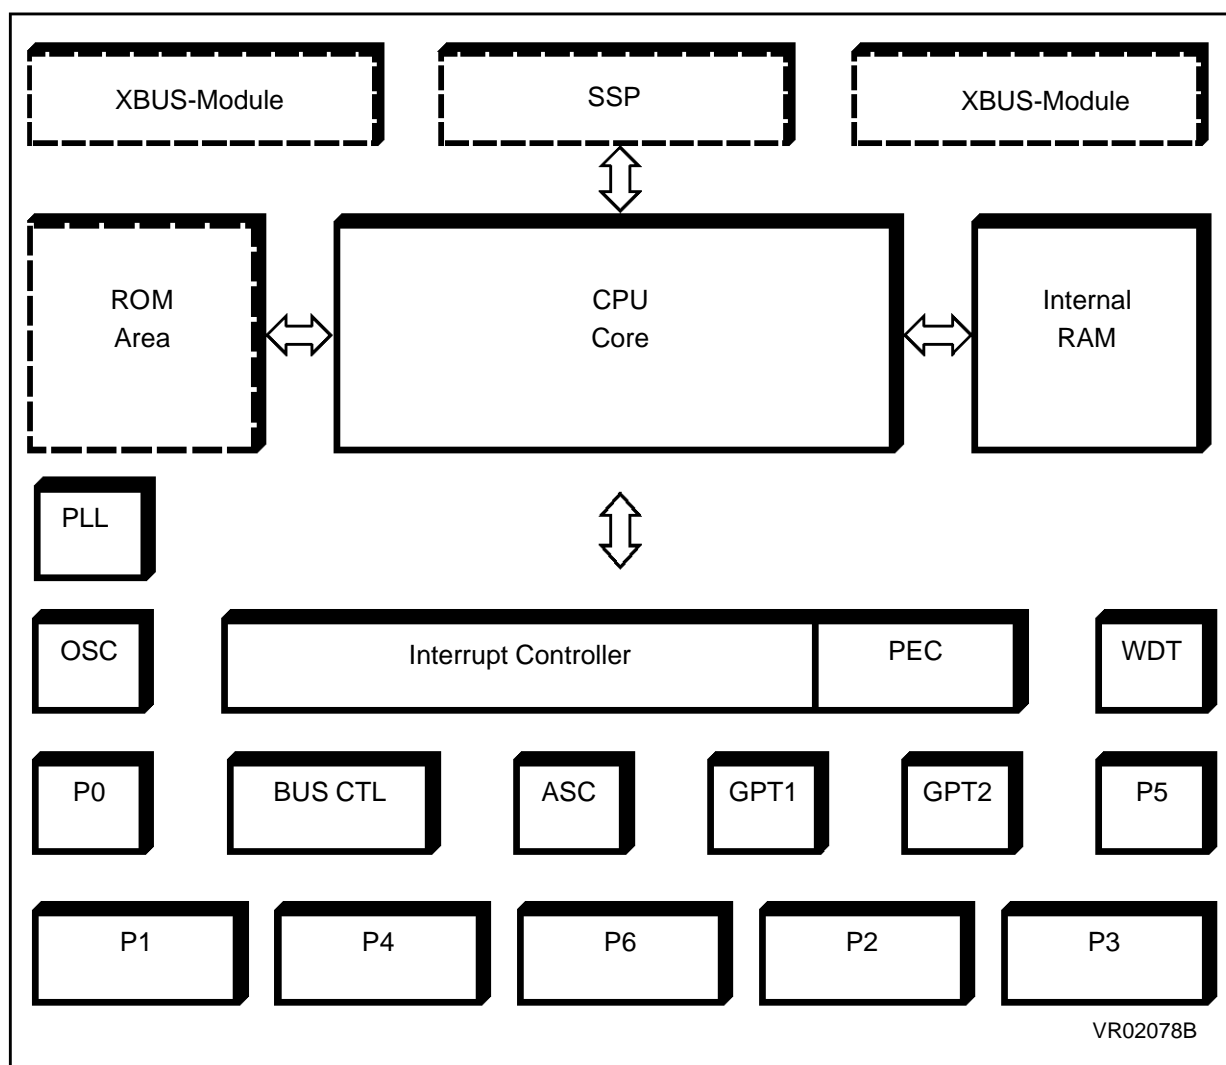 XBUS-Module
SSP
XBUS-Module
ROM
Area
CPU
Core
Internal
RAM
PLL
OSC
Interrupt Controller
PEC
WDT
P0
BUS CTL
ASC
GPT1
GPT2
P5
P1
P4
P6
P2
P3
VR02078B